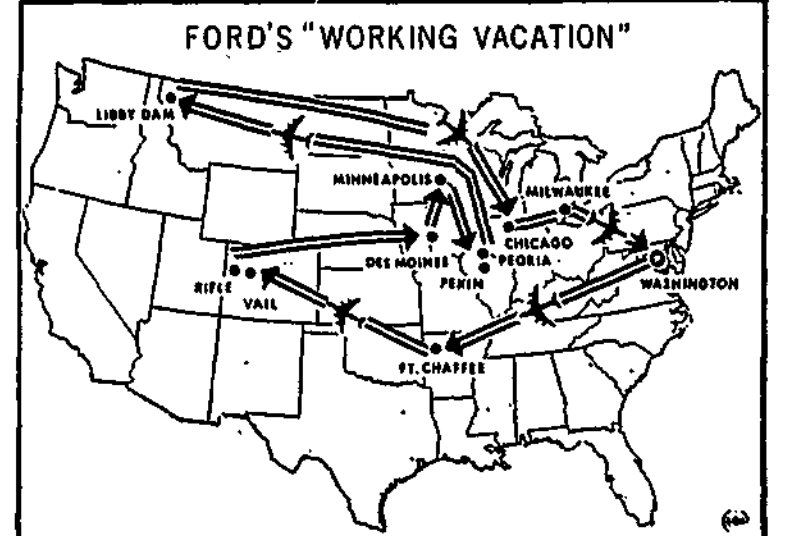 FORD'S "WORKING VACATION"
LIBBY DAM
MINNEAPOLIS
MILWAUKEE
CHICAGO
DES MOINES
PEORIA
PEKIN
WASHINGTON
RIFLE
VAIL
FT. CHAFFEE